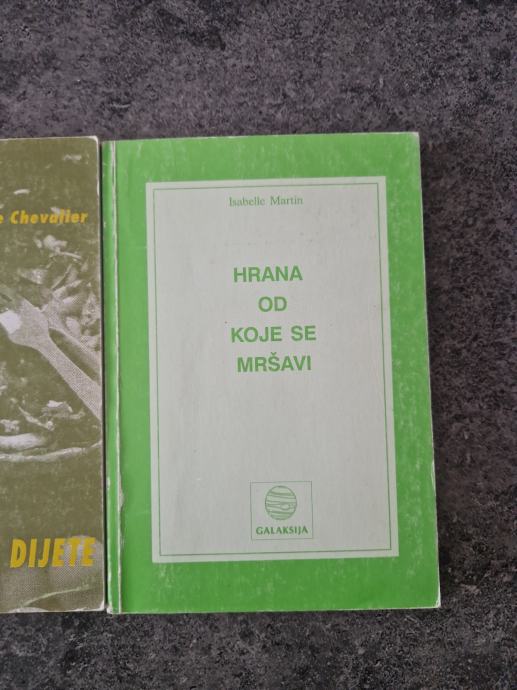 e Chevalier
DIJETE
Isabelle Martin
HRANA
OD
KOJE SE
MRŠAVI
GALAKSIJA